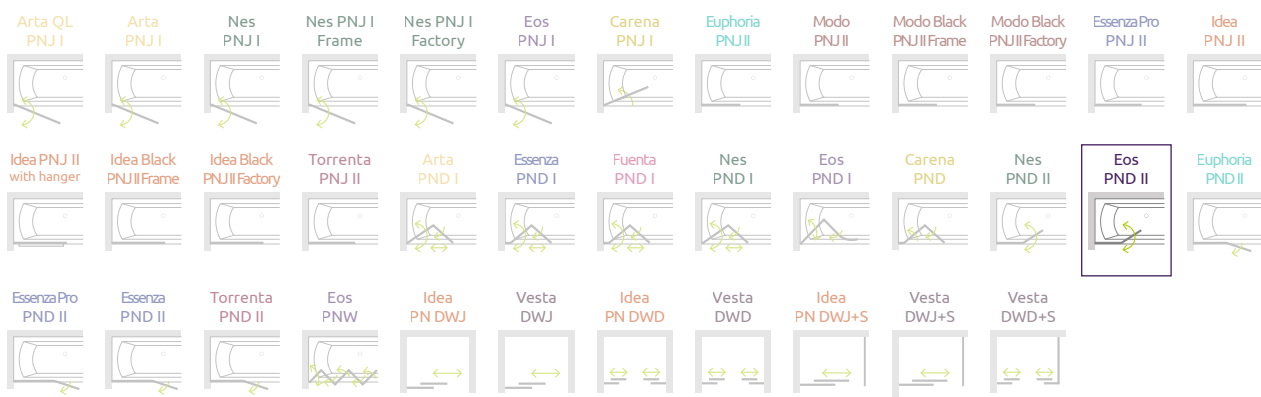 Arta QL
PNJ I
Arta
PNJ I
Nes
PNJ I
Nes PNJ I
Frame
Nes PNJ I
Factory
Eos
PNJ I
Carena
PNJ I
Euphoria
PNJ II
Modo
PNJ II
Modo Black
PNJ II Frame
Modo Black
PNJ II Factory
Essenza Pro
PNJ II
Idea
PNJ II
Idea PNJ II
with hanger
Idea Black
PNJ II Frame
Idea Black
PNJ II Factory
Torrenta
PNJ II
Arta
PND I
Essenza
PND I
Fuenta
PND I
Nes
PND I
Eos
PND I
Carena
PND
Nes
PND II
Eos
PND II
Euphoria
PND II
Essenza Pro
PND II
Essenza
PND II
Torrenta
PND II
Eos
PNW
Idea
PN DWJ
Vesta
DWJ
Idea
PN DWD
Vesta
DWD
Idea
PN DWJ+S
Vesta
DWJ+S
Vesta
DWD+S